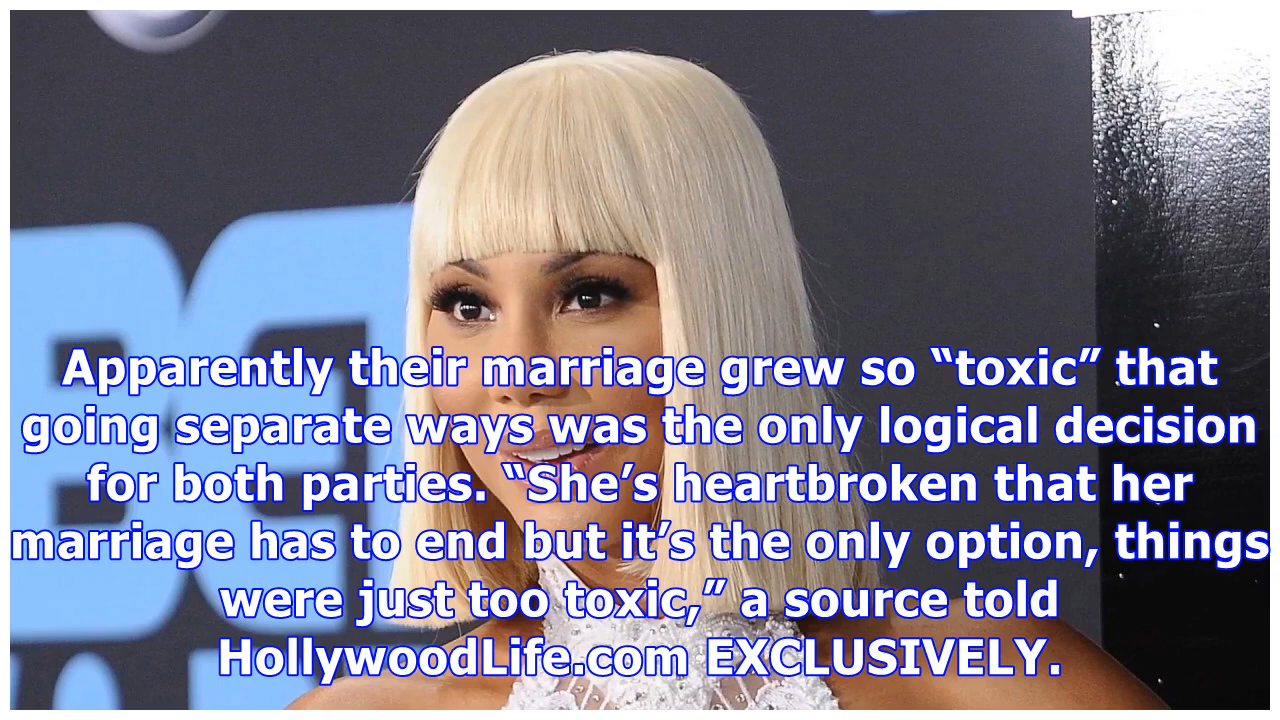 Apparently their marriage grew so “toxic” that
going separate ways was the only logical decision
for both parties. “She’s heartbroken that her
marriage has to end but it’s the only option, things
were just too toxic,” a source told
HollywoodLife.com EXCLUSIVELY.